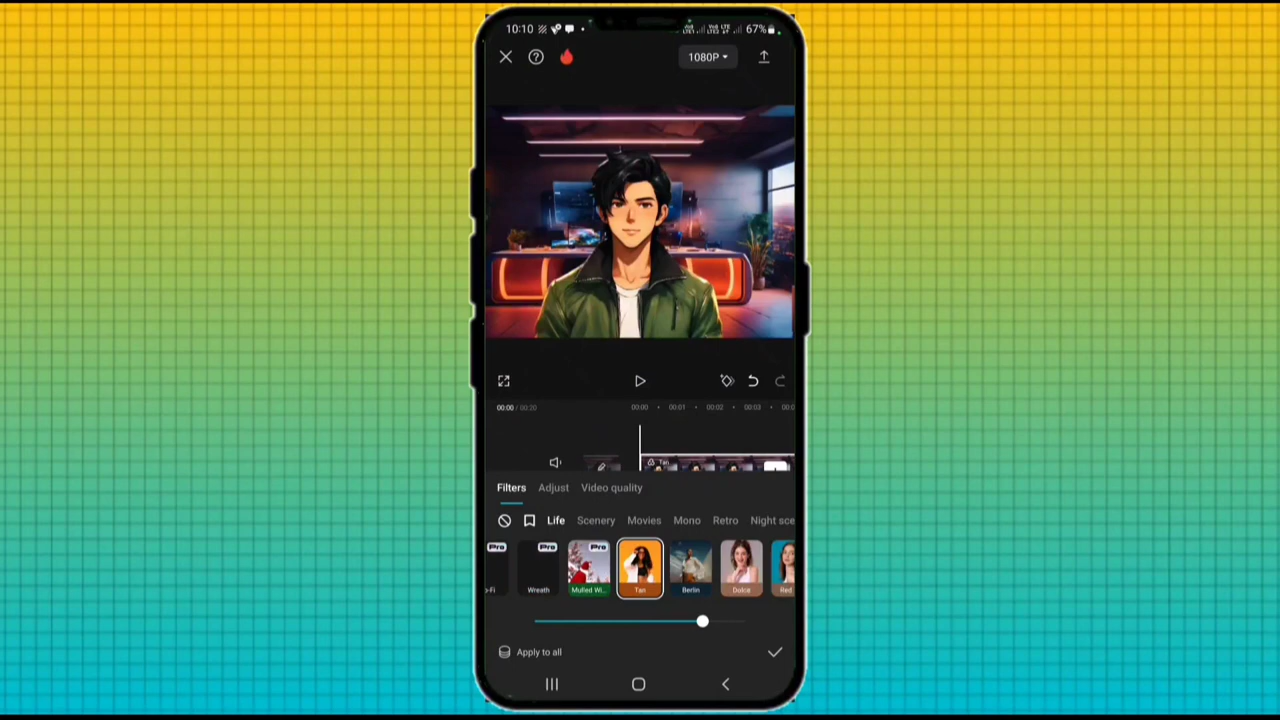 10:10 67%
1080P
00:00 / 00:20 00:00 00:01 00:02 00:03
Tan
Filters Adjust Video quality
Life Scenery Movies Mono Retro Night sce
Pro Pro Pro
Wreath Mulled Wi... Tan Berlin Dolce Red
Apply to all